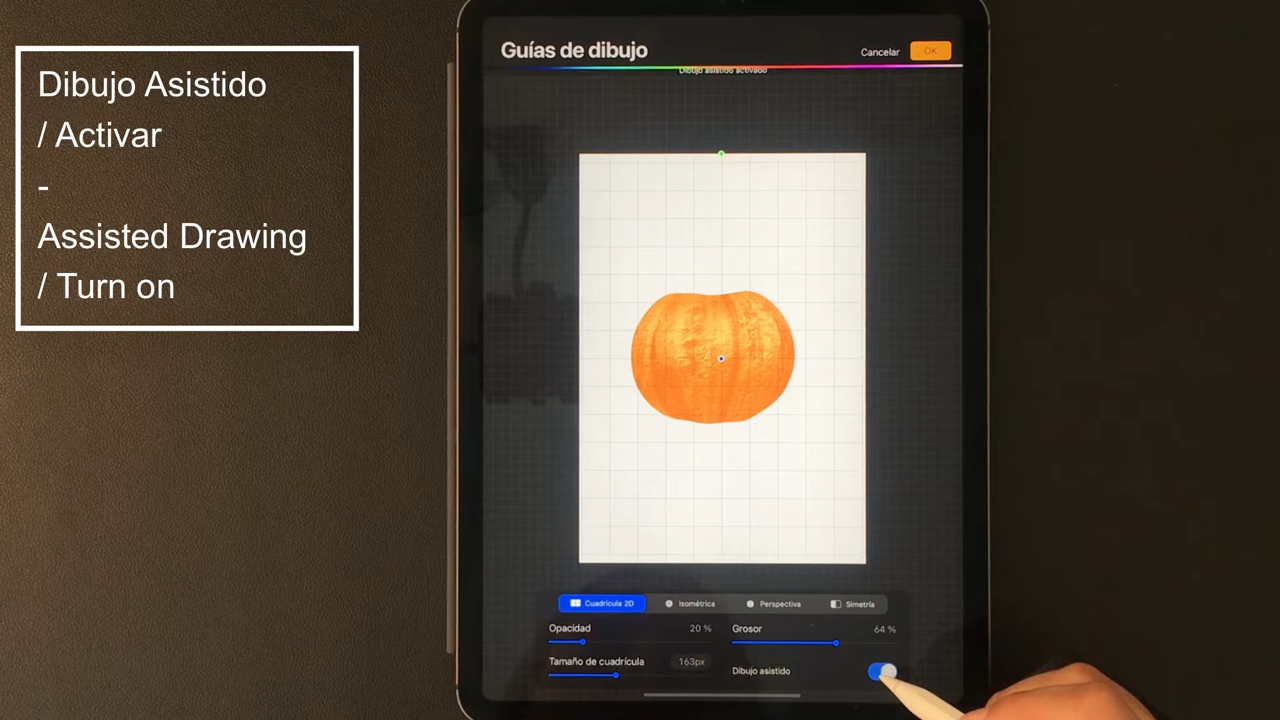 Dibujo Asistido
/ Activar
-
Assisted Drawing
/ Turn on
Guías de dibujo
Cancelar
OK
Dibujo asistido activado
Cuadrícula 2D
Isométrica
Perspectiva
Simetría
Opacidad
20 %
Grosor
64 %
Tamaño de cuadrícula
163px
Dibujo asistido